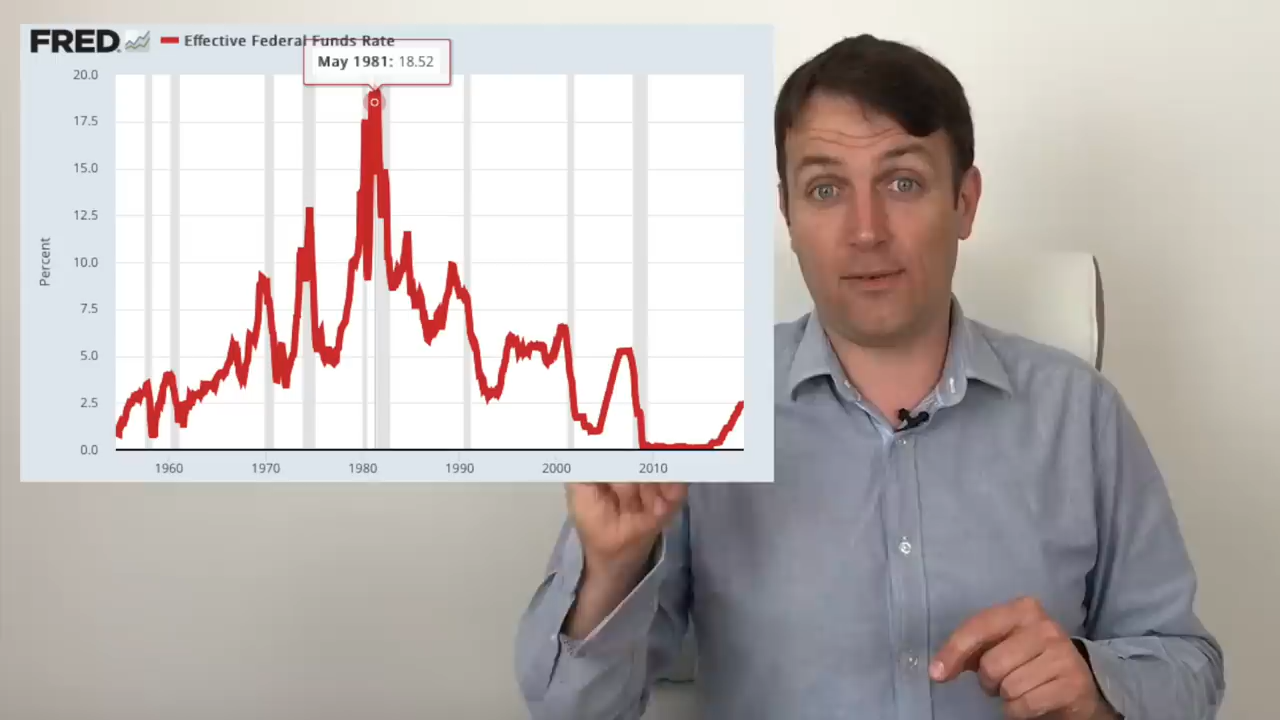 FRED
Effective Federal Funds Rate
May 1981: 18.52
20.0
17.5
15.0
12.5
10.0
7.5
5.0
2.5
0.0
Percent
1960 1970 1980 1990 2000 2010